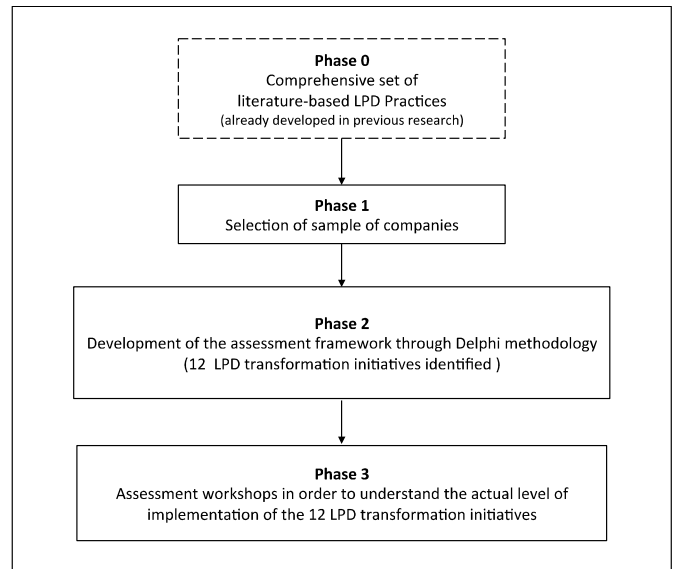 Phase 0
Comprehensive set of
literature-based LPD Practices
(already developed in previous research)
Phase 1
Selection of sample of companies
Phase 2
Development of the assessment framework through Delphi methodology
(12 LPD transformation initiatives identified )
Phase 3
Assessment workshops in order to understand the actual level of
implementation of the 12 LPD transformation initiatives